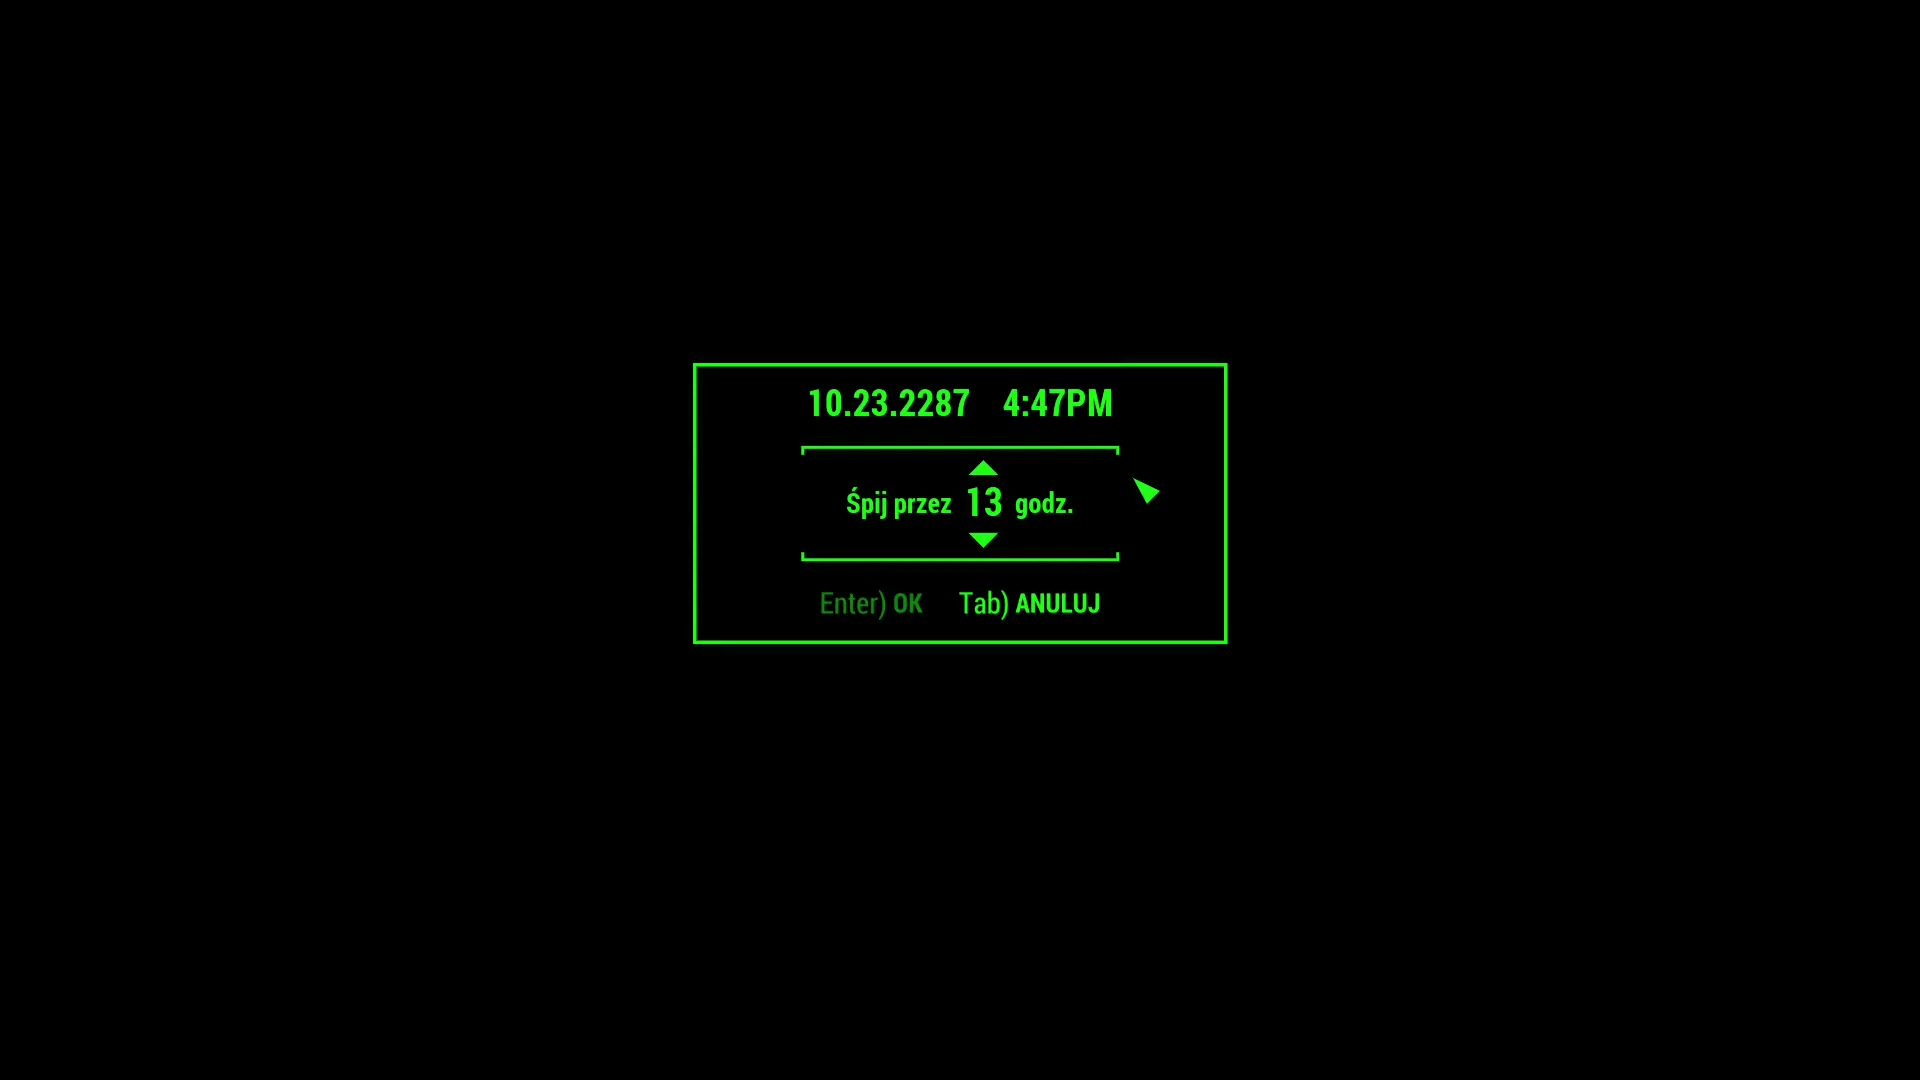 10.23.2287 4:47PM
Śpij przez 13 godz.
Enter) OK Tab) ANULUJ